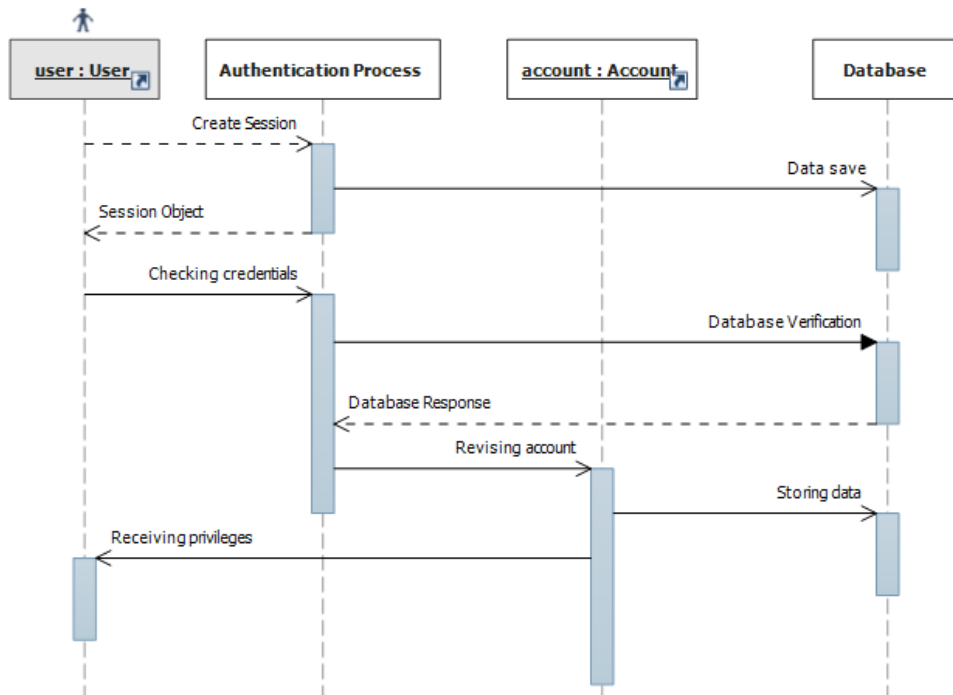 user : User
Authentication Process
account : Account
Database
Create Session
Data save
Session Object
Checking credentials
Database Verification
Database Response
Revising account
Storing data
Receiving privileges